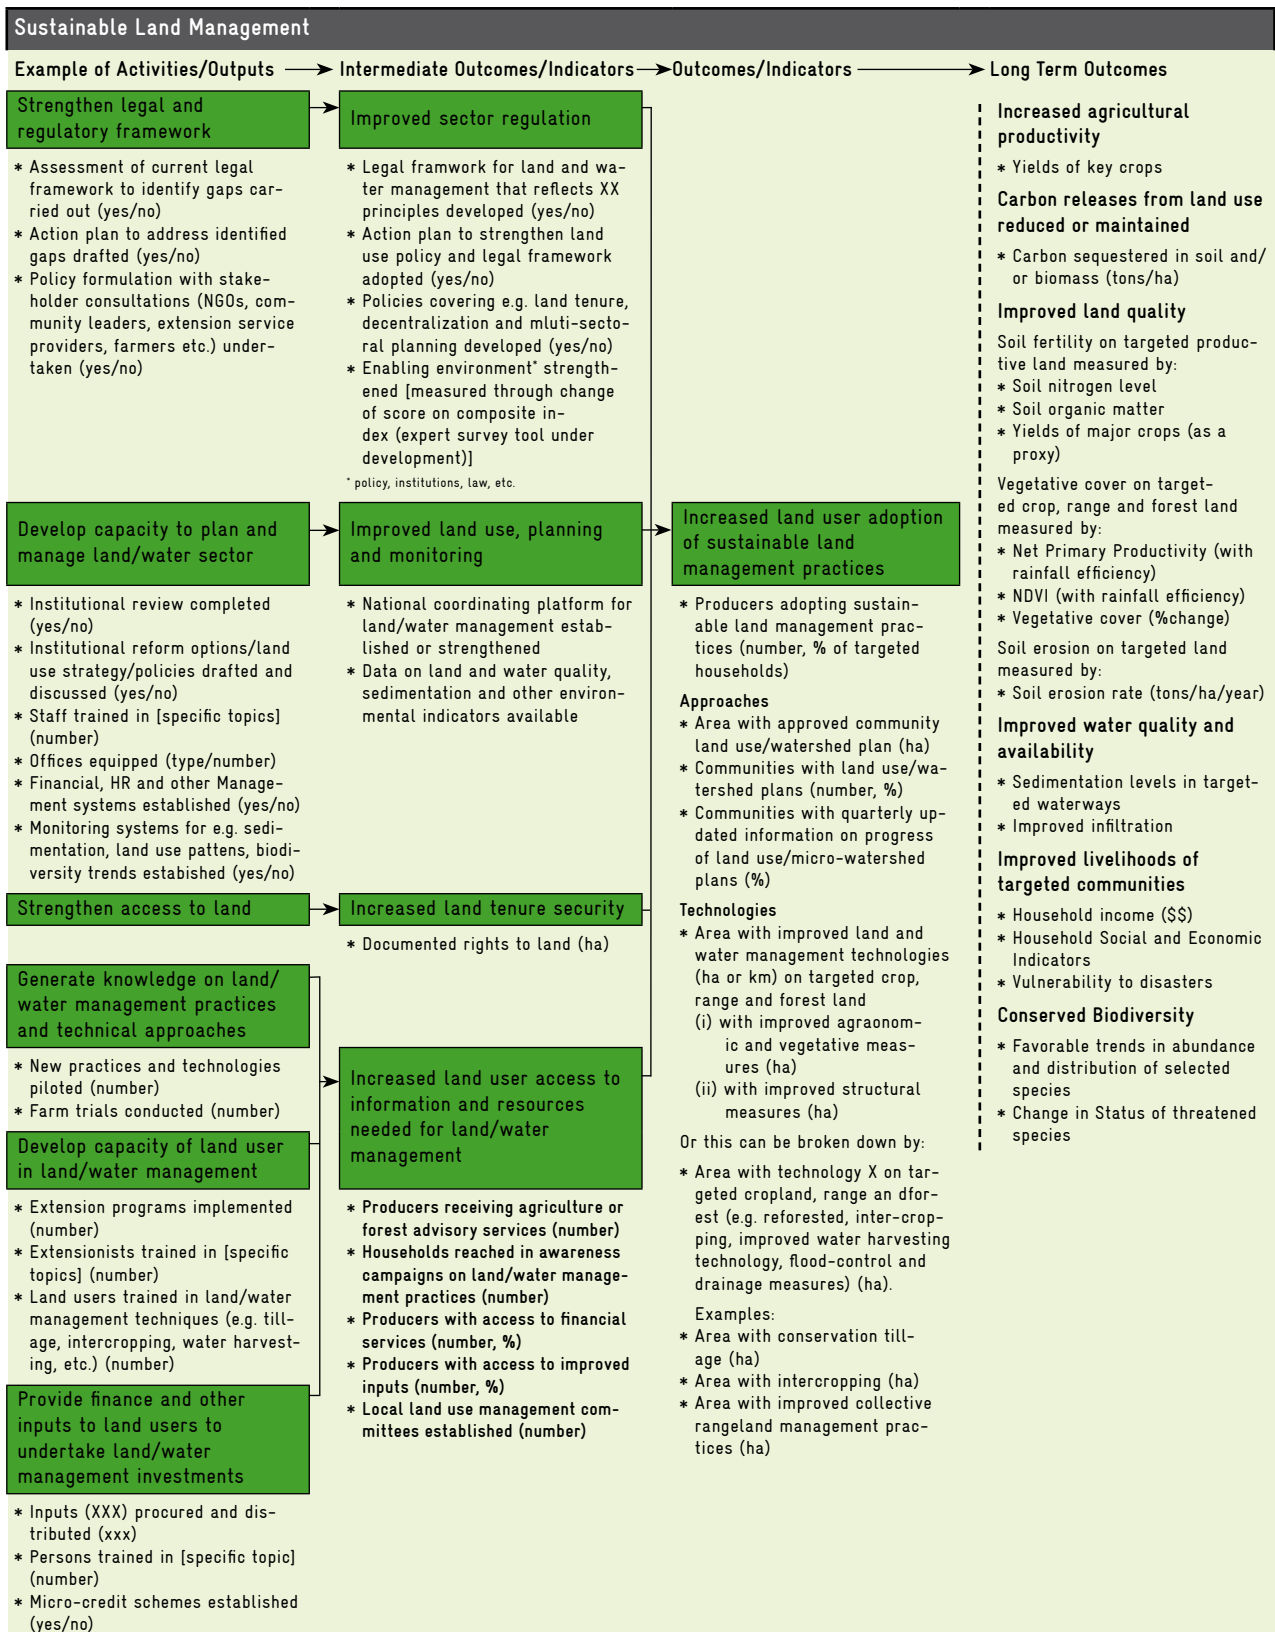 Sustainable Land Management
Example of Activities/Outputs
Intermediate Outcomes/Indicators
Outcomes/Indicators
Long Term Outcomes
Strengthen legal and
regulatory framework
* Assessment of current legal
framework to identify gaps car-
ried out (yes/no)
* Action plan to address identified
gaps drafted (yes/no)
* Policy formulation with stake-
holder consultations (NGOs, com-
munity leaders, extension service
providers, farmers etc.) under-
taken (yes/no)
Develop capacity to plan and
manage land/water sector
* Institutional review completed
(yes/no)
* Institutional reform options/land
use strategy/policies drafted and
discussed (yes/no)
* Staff trained in [specific topics]
(number)
* Offices equipped (type/number)
* Financial, HR and other Manage-
ment systems established (yes/no)
* Monitoring systems for e.g. sedi-
mentation, land use pattens, biodi-
versity trends estabished (yes/no)
Strengthen access to land
Generate knowledge on land/
water management practices
and technical approaches
* New practices and technologies
piloted (number)
* Farm trials conducted (number)
Develop capacity of land user
in land/water management
* Extension programs implemented
(number)
* Extensionists trained in [specific
topics] (number)
* Land users trained in land/water
management techniques (e.g. till-
age, intercropping, water harvest-
ing, etc.) (number)
Provide finance and other
inputs to land users to
undertake land/water
management investments
* Inputs (XXX) procured and dis-
tributed (xxx)
* Persons trained in [specific topic]
(number)
* Micro-credit schemes established
(yes/no)
Improved sector regulation
* Legal framwork for land and wa-
ter management that reflects XX
principles developed (yes/no)
* Action plan to strengthen land
use policy and legal framework
adopted (yes/no)
* Policies covering e.g. land tenure,
decentralization and mluti-secto-
ral planning developed (yes/no)
* Enabling environment* strength-
ened [measured through change
of score on composite in-
dex (expert survey tool under
development)]
* policy, institutions, law, etc.
Improved land use, planning
and monitoring
* National coordinating platform for
land/water management estab-
lished or strengthened
* Data on land and water quality,
sedimentation and other environ-
mental indicators available
Increased land tenure security
* Documented rights to land (ha)
Increased land user access to
information and resources
needed for land/water
management
* Producers receiving agriculture or
forest advisory services (number)
* Households reached in awareness
campaigns on land/water manage-
ment practices (number)
* Producers with access to financial
services (number, %)
* Producers with access to improved
inputs (number, %)
* Local land use management com-
mittees established (number)
Increased land user adoption
of sustainable land
management practices
* Producers adopting sustain-
able land management prac-
tices (number, % of targeted
households)
Approaches
* Area with approved community
land use/watershed plan (ha)
* Communities with land use/wa-
tershed plans (number, %)
* Communities with quarterly up-
dated information on progress
of land use/micro-watershed
plans (%)
Technologies
* Area with improved land and
water management technologies
(ha or km) on targeted crop,
range and forest land
(i) with improved agraonom-
ic and vegetative meas-
ures (ha)
(ii) with improved structural
measures (ha)
Or this can be broken down by:
* Area with technology X on tar-
geted cropland, range an dfor-
est (e.g. reforested, inter-crop-
ping, improved water harvesting
technology, flood-control and
drainage measures) (ha).
Examples:
* Area with conservation till-
age (ha)
* Area with intercropping (ha)
* Area with improved collective
rangeland management prac-
tices (ha)
Increased agricultural
productivity
* Yields of key crops
Carbon releases from land use
reduced or maintained
* Carbon sequestered in soil and/
or biomass (tons/ha)
Improved land quality
Soil fertility on targeted produc-
tive land measured by:
* Soil nitrogen level
* Soil organic matter
* Yields of major crops (as a
proxy)
Vegetative cover on target-
ed crop, range and forest land
measured by:
* Net Primary Productivity (with
rainfall efficiency)
* NDVI (with rainfall efficiency)
* Vegetative cover (%change)
Soil erosion on targeted land
measured by:
* Soil erosion rate (tons/ha/year)
Improved water quality and
availability
* Sedimentation levels in target-
ed waterways
* Improved infiltration
Improved livelihoods of
targeted communities
* Household income ($$)
* Household Social and Economic
Indicators
* Vulnerability to disasters
Conserved Biodiversity
* Favorable trends in abundance
and distribution of selected
species
* Change in Status of threatened
species